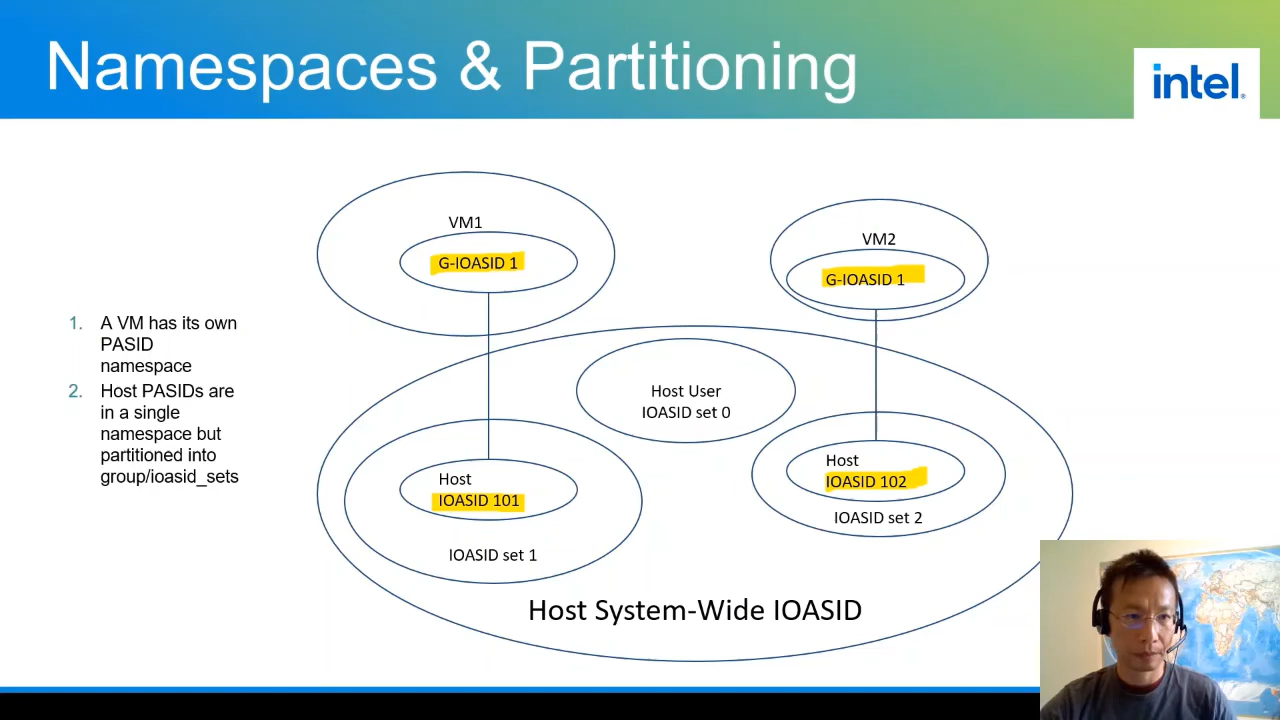 Namespaces & Partitioning
intel.
VM1
G-IOASID 1
VM2
G-IOASID 1
1. A VM has its own
PASID
namespace
2. Host PASIDs are
in a single
namespace but
partitioned into
group/ioasid_sets
Host User
IOASID set 0
Host
IOASID 101
IOASID set 1
Host
IOASID 102
IOASID set 2
Host System-Wide IOASID